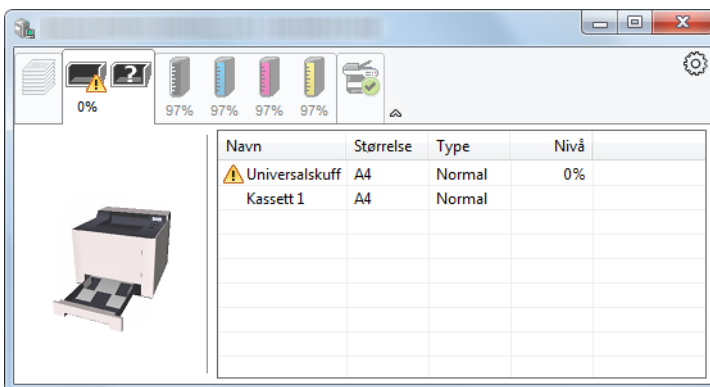 0%
97% 97% 97% 97%
Navn Størrelse Type Nivå
Universalskuff A4 Normal 0%
Kassett 1 A4 Normal